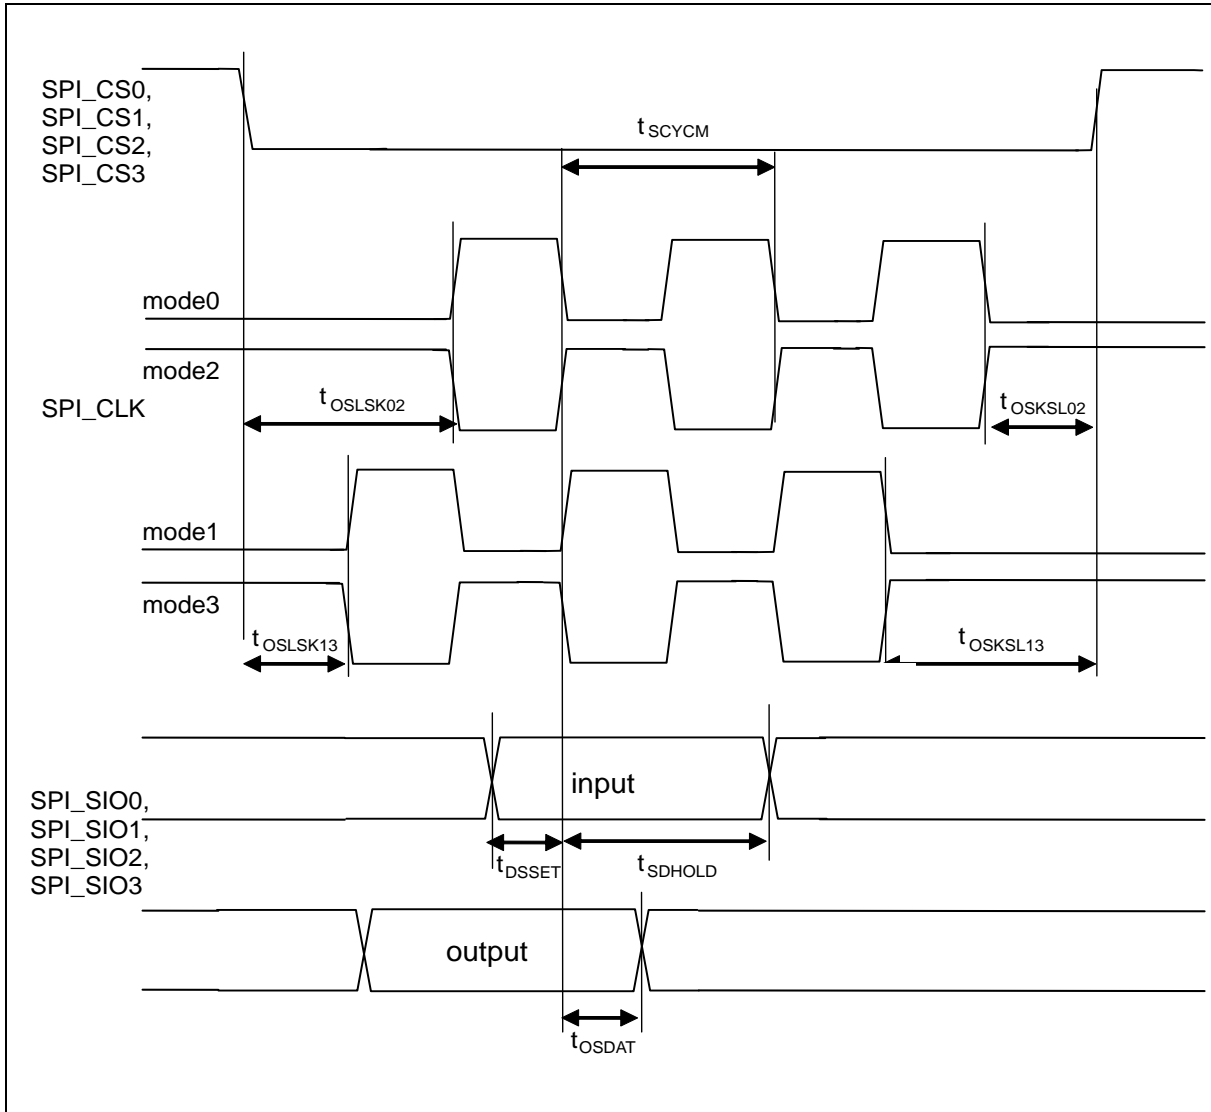 SPI_CS0,
SPI_CS1,
SPI_CS2,
SPI_CS3
tSCYCM
mode0
mode2
SPI_CLK
tOSLSK02
tOSKSL02
mode1
mode3
tOSLSK13
tOSKSL13
SPI_SIO0,
SPI_SIO1,
SPI_SIO2,
SPI_SIO3
input
tDSSET
tSDHOLD
output
tOSDAT